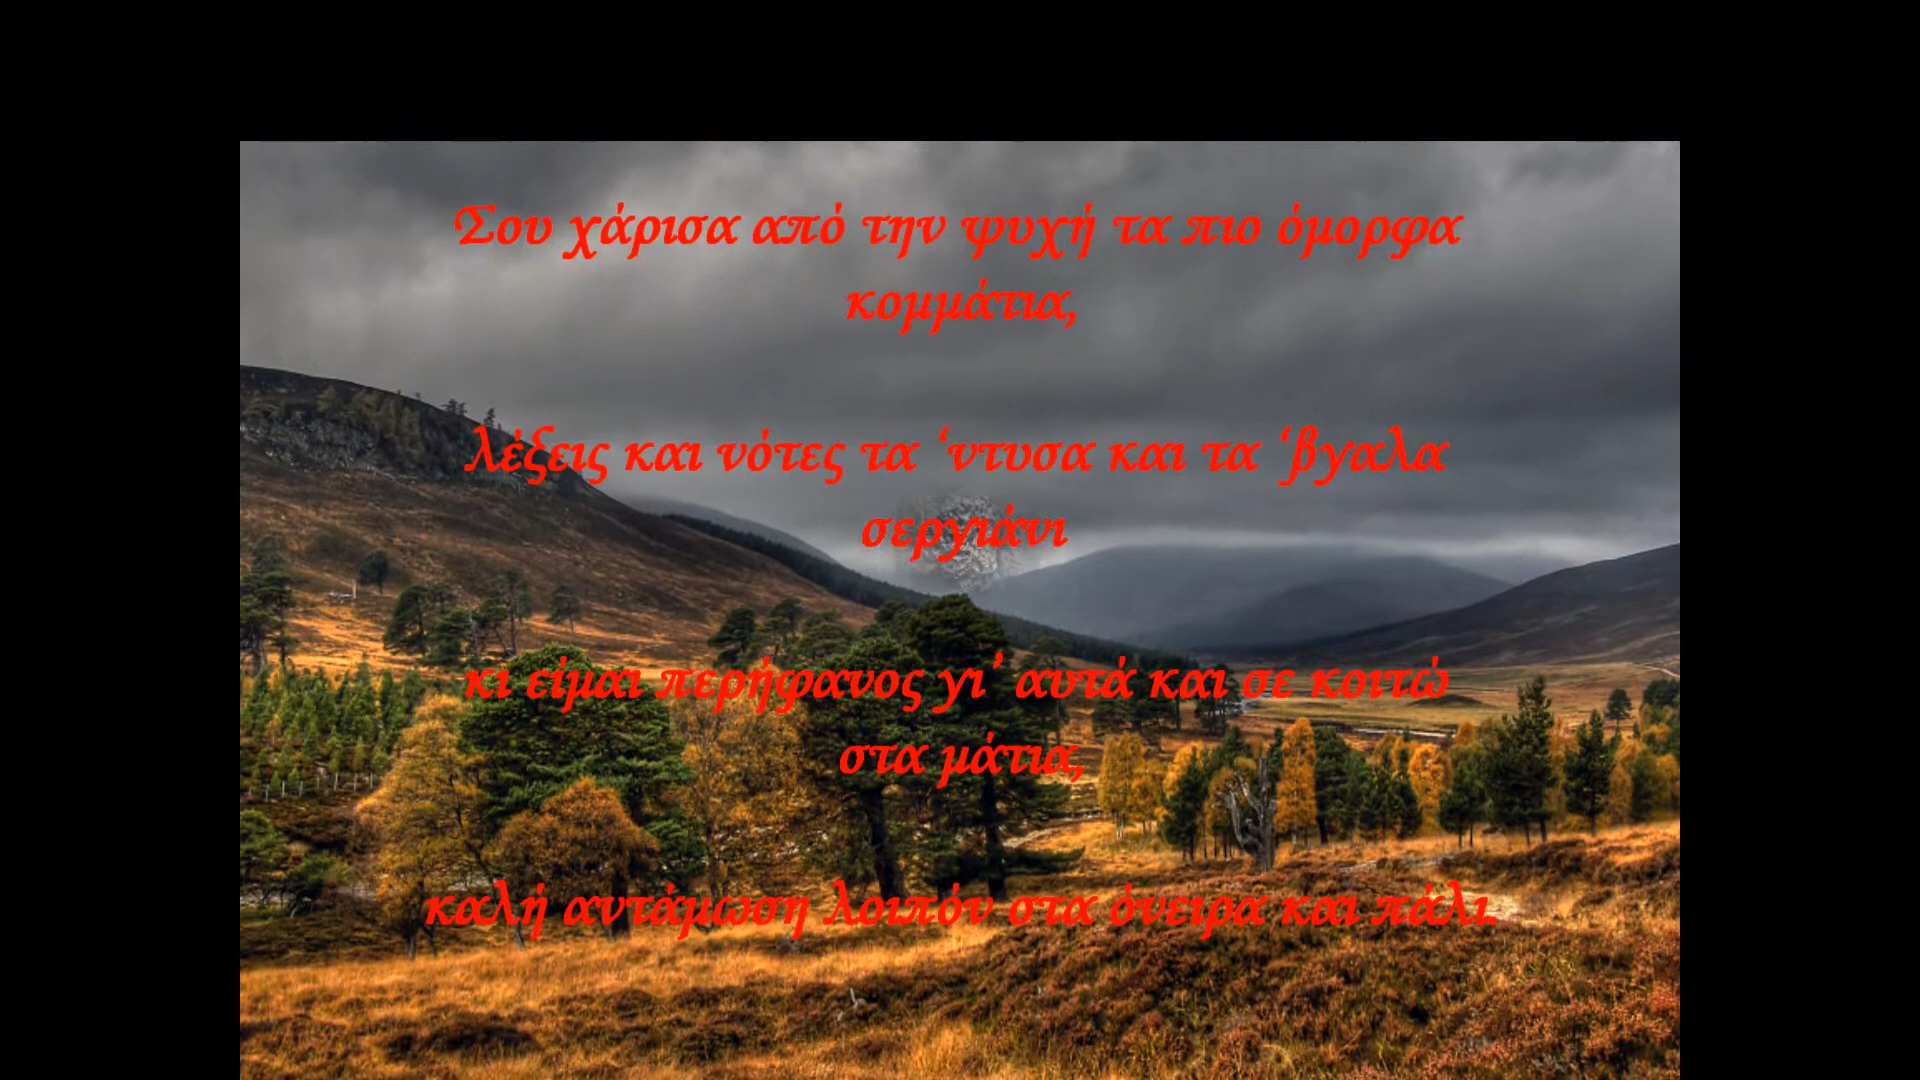 Σου χάρισα από την ψυχή τα πιο όμορφα
κομμάτια,
λέξεις και νότες τα ‘ντυσα και τα ‘βγαλα
σεργιάνι
κι είμαι περήφανος γι’ αυτά και σε κοιτώ
στα μάτια,
καλή αντάμωση λοιπόν στα όνειρα και πάλι.